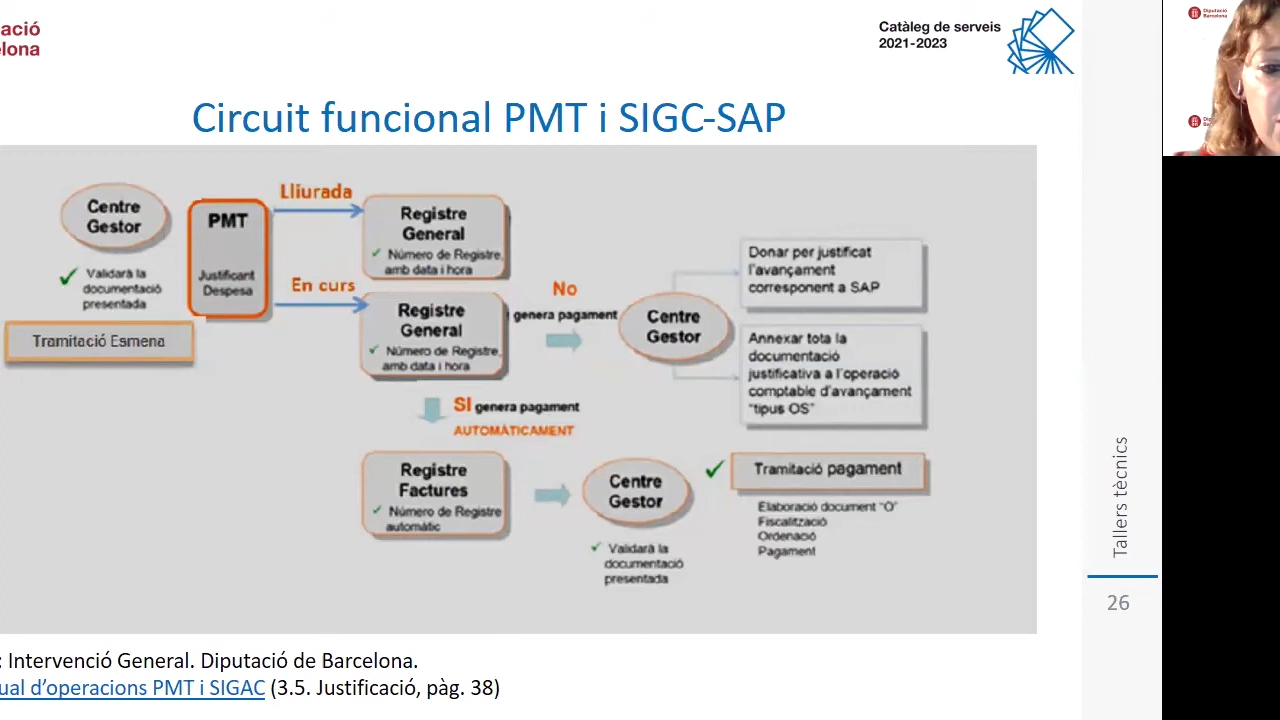 ació
elona
Catàleg de serveis
2021-2023
Diputació
Barcelona
Circuit funcional PMT i SIGC-SAP
Centre
Gestor
Validarà la
documentació
presentada
Tramitació Esmena
PMT
Justificant
Despesa
Lliurada
En curs
Registre
General
Número de Registre,
amb data i hora
Registre
General
Número de Registre,
amb data i hora
No
genera pagament
Centre
Gestor
Donar per justificat
l'avançament
corresponent a SAP
Annexar tota la
documentació
justificativa a l'operació
comptable d'avançament
"tipus OS"
SI genera pagament
AUTOMÀTICAMENT
Registre
Factures
Número de Registre
automàtic
Centre
Gestor
Validarà la
documentació
presentada
Tramitació pagament
Elaboració document "O"
Fiscalització
Ordenació
Pagament
Tallers tècnics
26
: Intervenció General. Diputació de Barcelona.
ual d'operacions PMT i SIGAC (3.5. Justificació, pàg. 38)